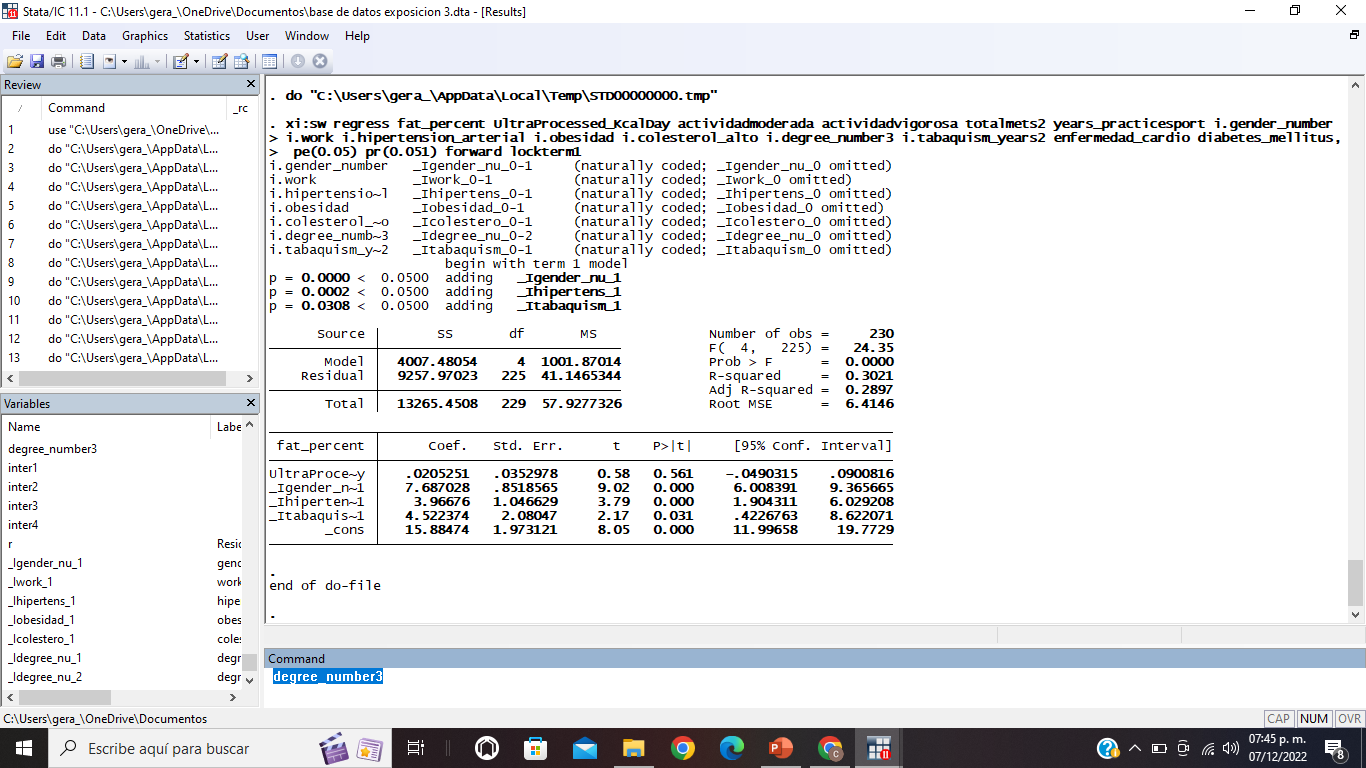 Stata/IC 11.1 - C:\Users\gera_\OneDrive\Documentos\base de datos exposicion 3.dta - [Results]
File Edit Data Graphics Statistics User Window Help
Review
/ Command _rc
1 use "C:\Users\gera_\OneDrive\...
2 do "C:\Users\gera_\AppData\L...
3 do "C:\Users\gera_\AppData\L...
4 do "C:\Users\gera_\AppData\L...
5 do "C:\Users\gera_\AppData\L...
6 do "C:\Users\gera_\AppData\L...
7 do "C:\Users\gera_\AppData\L...
8 do "C:\Users\gera_\AppData\L...
9 do "C:\Users\gera_\AppData\L...
10 do "C:\Users\gera_\AppData\L...
11 do "C:\Users\gera_\AppData\L...
12 do "C:\Users\gera_\AppData\L...
13 do "C:\Users\gera_\AppData\L...
Variables
Name Labe
degree_number3
inter1
inter2
inter3
inter4
r Resic
_Igender_nu_1 genc
_Iwork_1 work
_Ihipertens_1 hipe
_Iobesidad_1 obes
_Icolestero_1 coles
_Idegree_nu_1 degr
_Idegree_nu_2 degr
. do "C:\Users\gera_\AppData\Local\Temp\STD00000000.tmp"
. xi:sw regress fat_percent UltraProcessed_KcalDay actividadmoderada actividadvigorosa totalmets2 years_practicesport i.gender_number
> i.work i.hipertension_arterial i.obesidad i.colesterol_alto i.degree_number3 i.tabaquism_years2 enfermedad_cardio diabetes_mellitus,
> pe(0.05) pr(0.051) forward lockterm1
i.gender_number _Igender_nu_0-1 (naturally coded; _Igender_nu_0 omitted)
i.work _Iwork_0-1 (naturally coded; _Iwork_0 omitted)
i.hipertensio~l _Ihipertens_0-1 (naturally coded; _Ihipertens_0 omitted)
i.obesidad _Iobesidad_0-1 (naturally coded; _Iobesidad_0 omitted)
i.colesterol_~o _Icolestero_0-1 (naturally coded; _Icolestero_0 omitted)
i.degree_numb~3 _Idegree_nu_0-2 (naturally coded; _Idegree_nu_0 omitted)
i.tabaquism_y~2 _Itabaquism_0-1 (naturally coded; _Itabaquism_0 omitted)
begin with term 1 model
p = 0.0000 < 0.0500 adding _Igender_nu_1
p = 0.0002 < 0.0500 adding _Ihipertens_1
p = 0.0308 < 0.0500 adding _Itabaquism_1
Source SS df MS Number of obs = 230
F( 4, 225) = 24.35
Model 4007.48054 4 1001.87014 Prob > F = 0.0000
Residual 9257.97023 225 41.1465344 R-squared = 0.3021
Adj R-squared = 0.2897
Total 13265.4508 229 57.9277326 Root MSE = 6.4146
fat_percent Coef. Std. Err. t P>|t| [95% Conf. Interval]
UltraProce~y .0205251 .0352978 0.58 0.561 -.0490315 .0900816
_Igender_n~1 7.687028 .8518565 9.02 0.000 6.008391 9.365665
_Ihiperten~1 3.96676 1.046629 3.79 0.000 1.904311 6.029208
_Itabaquis~1 4.522374 2.08047 2.17 0.031 .4226763 8.622071
_cons 15.88474 1.973121 8.05 0.000 11.99658 19.7729
.
end of do-file
.
Command
degree_number3
C:\Users\gera_\OneDrive\Documentos CAP NUM OVR
Escribe aquí para buscar
07:45 p. m.
07/12/2022
8